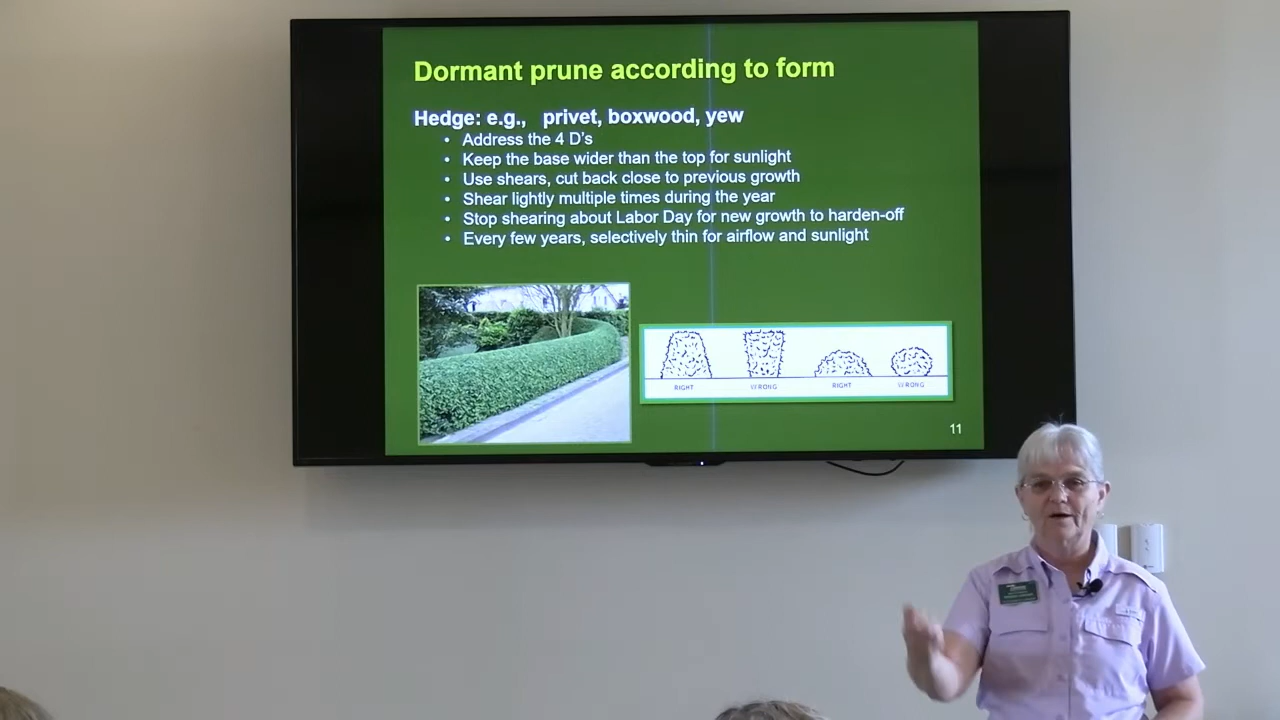 Dormant prune according to form
Hedge: e.g., privet, boxwood, yew
• Address the 4 D's
• Keep the base wider than the top for sunlight
• Use shears, cut back close to previous growth
• Shear lightly multiple times during the year
• Stop shearing about Labor Day for new growth to harden-off
• Every few years, selectively thin for airflow and sunlight
RIGHT WRONG RIGHT WRONG
11